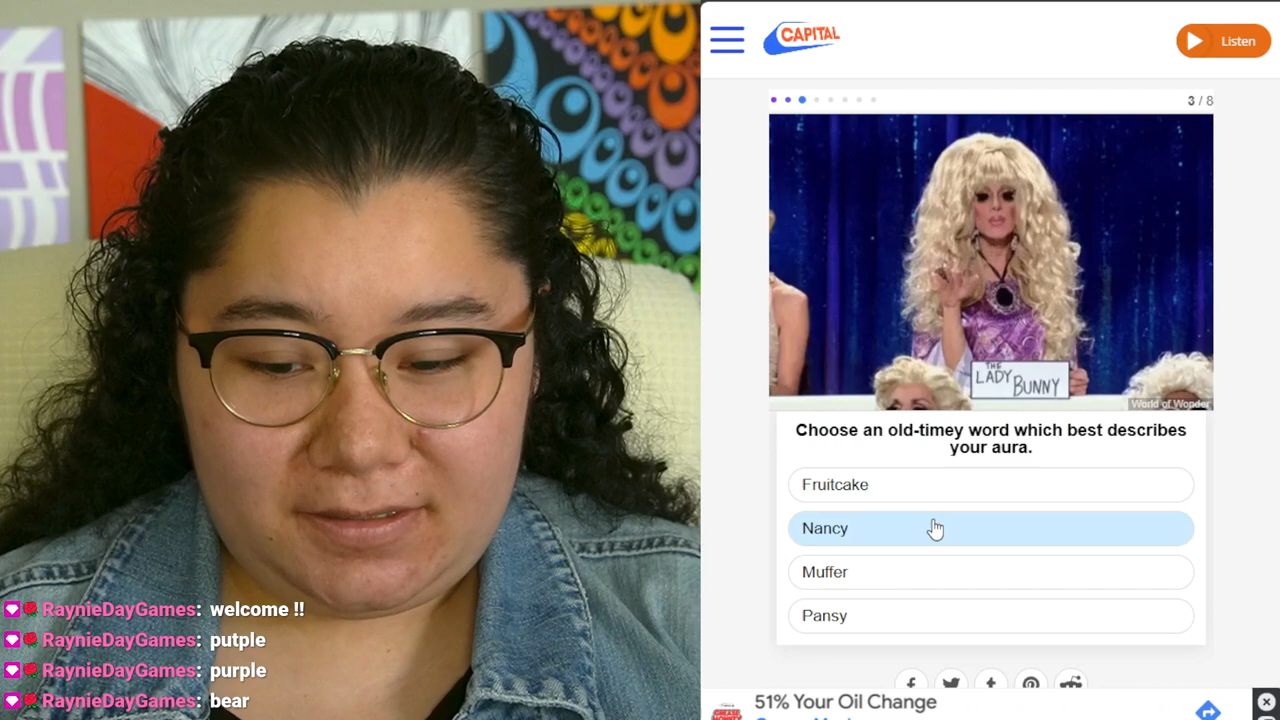 CAPITAL
Listen
3 / 8
THE
LADY BUNNY
World of Wonder
Choose an old-timey word which best describes
your aura.
Fruitcake
Nancy
Muffer
Pansy
RaynieDayGames: welcome !!
RaynieDayGames: putple
RaynieDayGames: purple
RaynieDayGames: bear
51% Your Oil Change